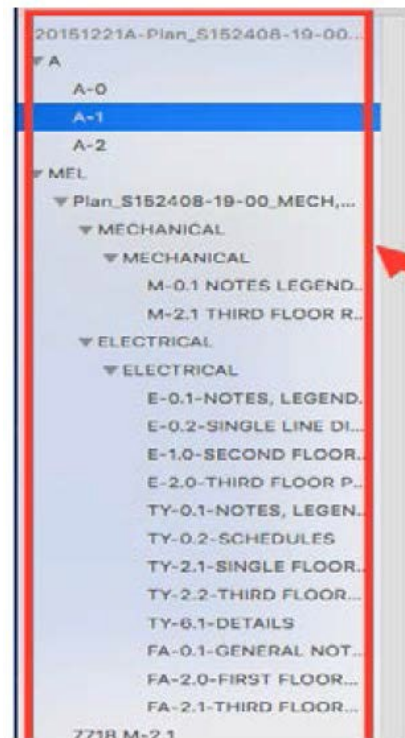 20151221A-Plan_S152408-19-00...
A
A-0
A-1
A-2
MEL
Plan_S152408-19-00_MECH,...
MECHANICAL
MECHANICAL
M-0.1 NOTES LEGEND..
M-2.1 THIRD FLOOR R..
ELECTRICAL
ELECTRICAL
E-0.1-NOTES, LEGEND.
E-0.2-SINGLE LINE DI...
E-1.0-SECOND FLOOR..
E-2.0-THIRD FLOOR P..
TY-0.1-NOTES, LEGEN..
TY-0.2-SCHEDULES
TY-2.1-SINGLE FLOOR..
TY-2.2-THIRD FLOOR...
TY-6.1-DETAILS
FA-0.1-GENERAL NOT..
FA-2.0-FIRST FLOOR...
FA-2.1-THIRD FLOOR...
7718 M-2.1